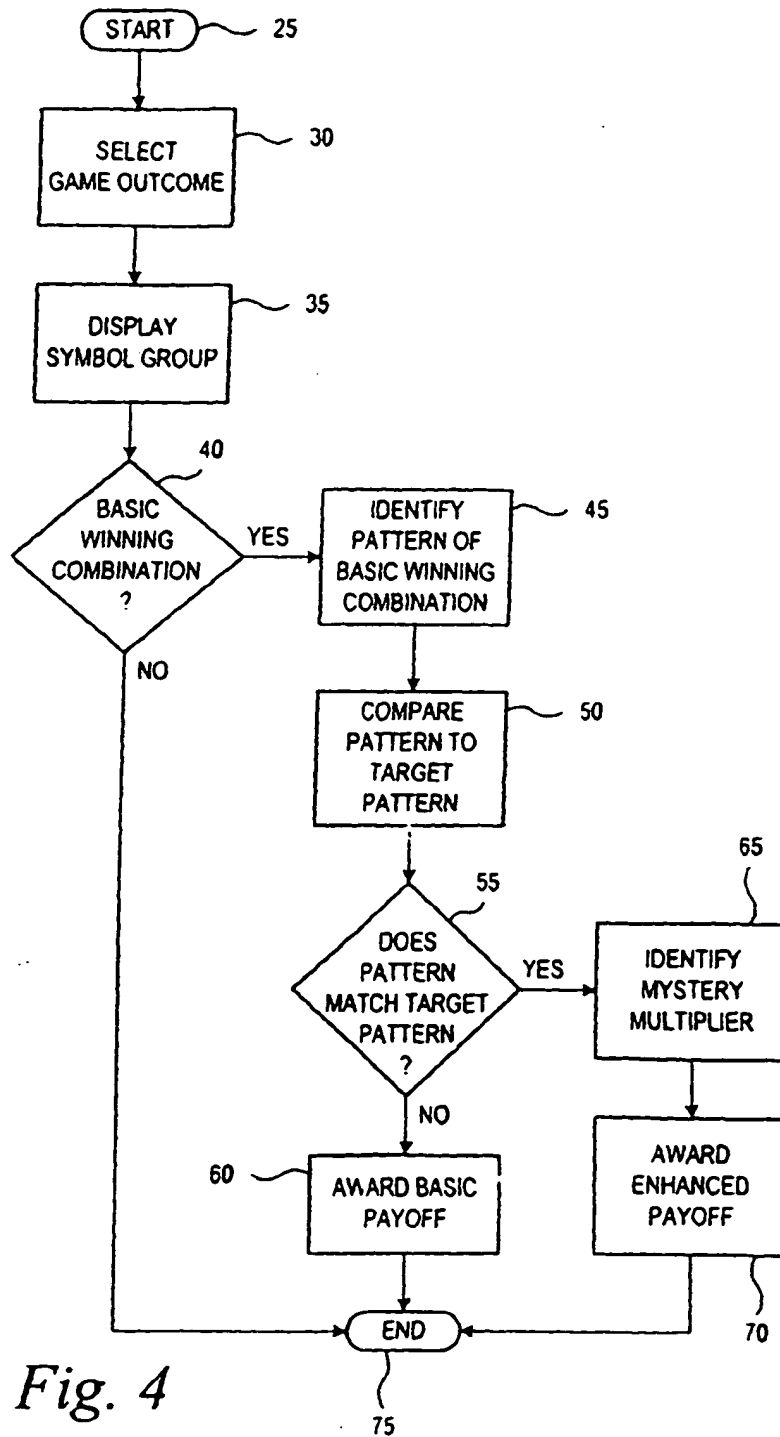 START
25
SELECT
GAME OUTCOME
30
DISPLAY
SYMBOL GROUP
35
BASIC
WINNING
COMBINATION
?
40
YES
NO
IDENTIFY
PATTERN OF
BASIC WINNING
COMBINATION
45
COMPARE
PATTERN TO
TARGET
PATTERN
50
DOES
PATTERN
MATCH TARGET
PATTERN
?
55
YES
NO
IDENTIFY
MYSTERY
MULTIPLIER
65
60
AWARD BASIC
PAYOFF
AWARD
ENHANCED
PAYOFF
70
END
75
Fig. 4